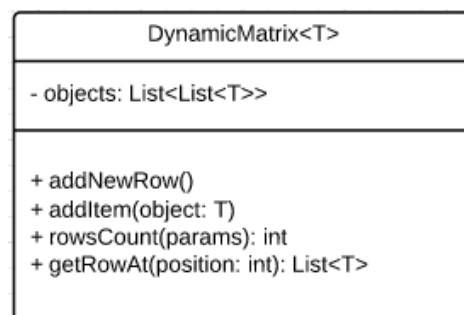 DynamicMatrix<T>
- objects: List<List<T>>
+ addNewRow()
+ addItem(object: T)
+ rowsCount(params): int
+ getRowAt(position: int): List<T>